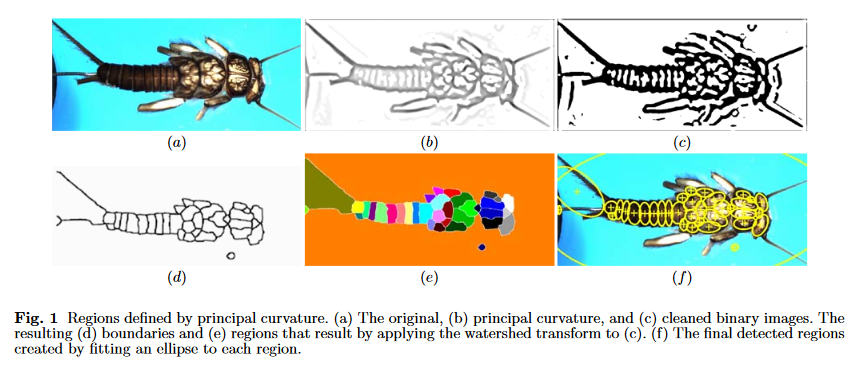 (a)
(b)
(c)
(d)
(e)
(f)
Fig. 1 Regions defined by principal curvature. (a) The original, (b) principal curvature, and (c) cleaned binary images. The
resulting (d) boundaries and (e) regions that result by applying the watershed transform to (c). (f) The final detected regions
created by fitting an ellipse to each region.